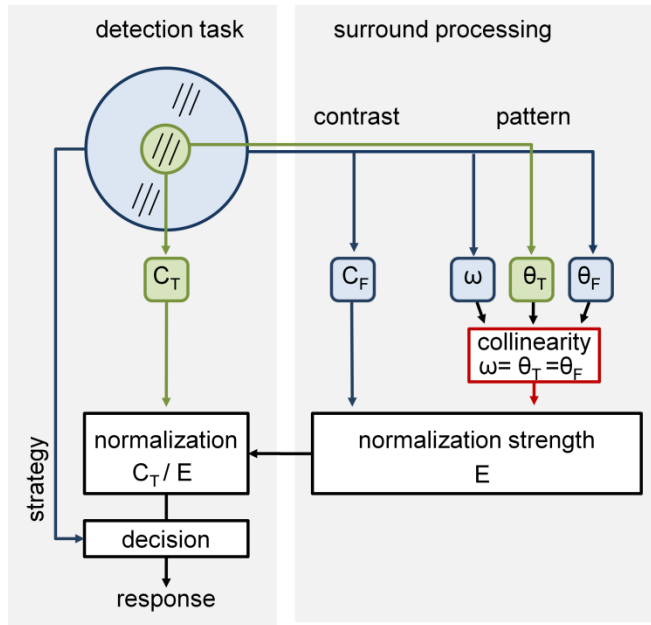 detection task
surround processing
contrast
pattern
C_T
C_F
ω
θ_T
θ_F
collinearity
ω= θ_T =θ_F
normalization
C_T / E
normalization strength
E
strategy
decision
response